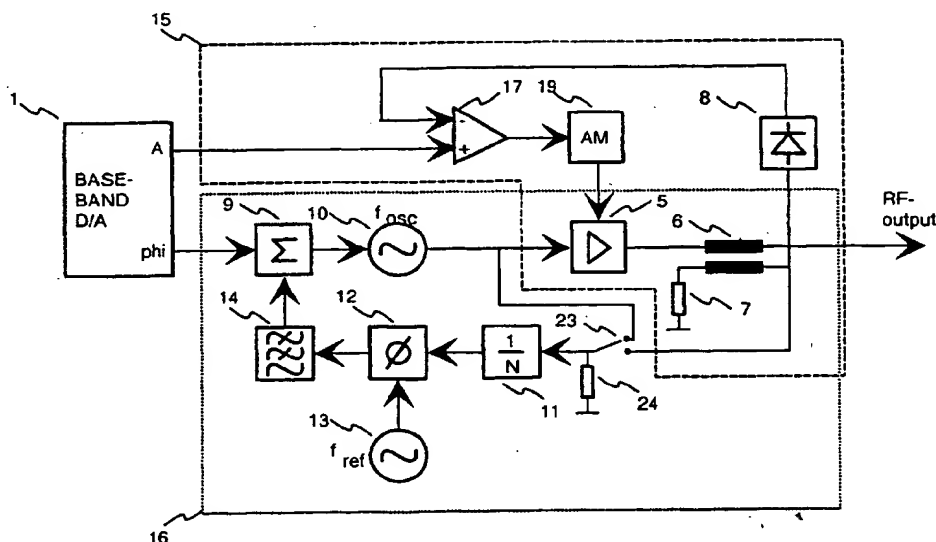 15
1
17
19
8
A
-
+
AM
BASE-
BAND
D/A
phi
9
10
f osc
5
6
RF-
output
Σ
14
12
7
23
Ø
1
N
11
24
13
f ref
16